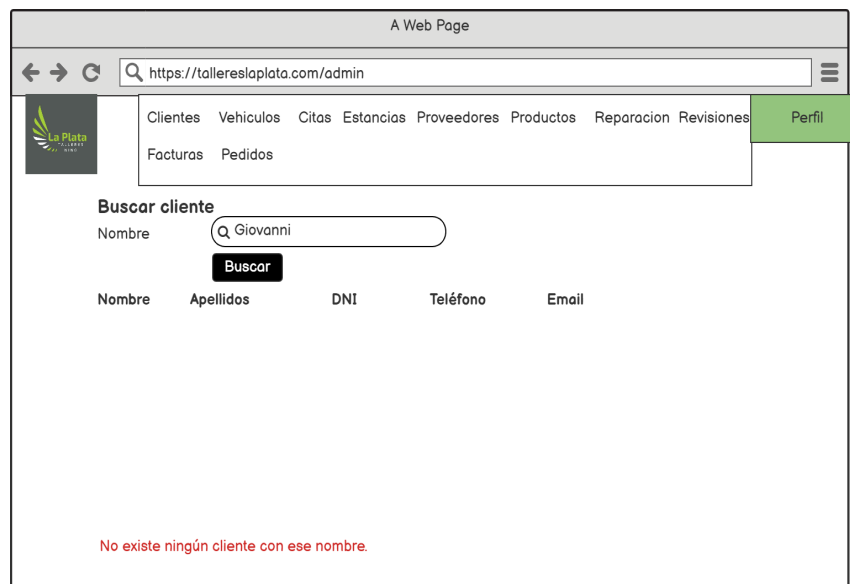 A Web Page
https://tallereslaplata.com/admin
La Plata
TALLERES
Clientes Vehiculos Citas Estancias Proveedores Productos Reparacion Revisiones Perfil
Facturas Pedidos
Buscar cliente
Nombre Giovanni
Buscar
Nombre Apellidos DNI Teléfono Email
No existe ningún cliente con ese nombre.